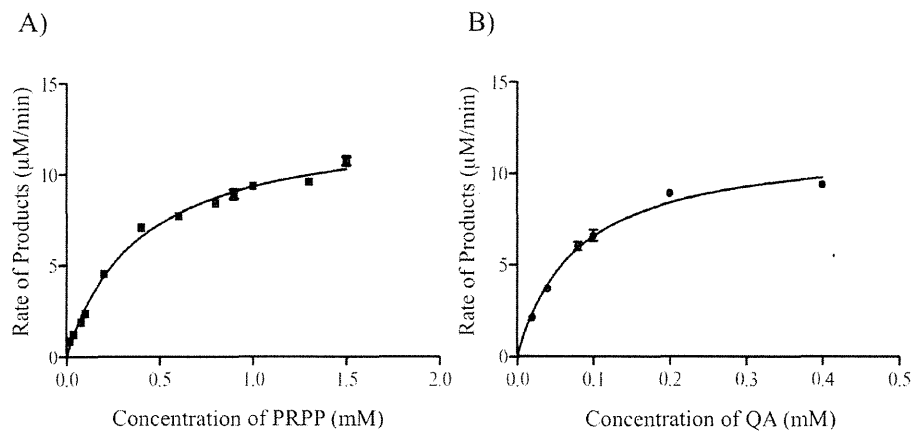 A)
B)
15
10
5
0
0.0 0.5 1.0 1.5 2.0
Rate of Products (μM/min)
Concentration of PRPP (mM)
15
10
5
0
0.0 0.1 0.2 0.3 0.4 0.5
Rate of Products (μM/min)
Concentration of QA (mM)